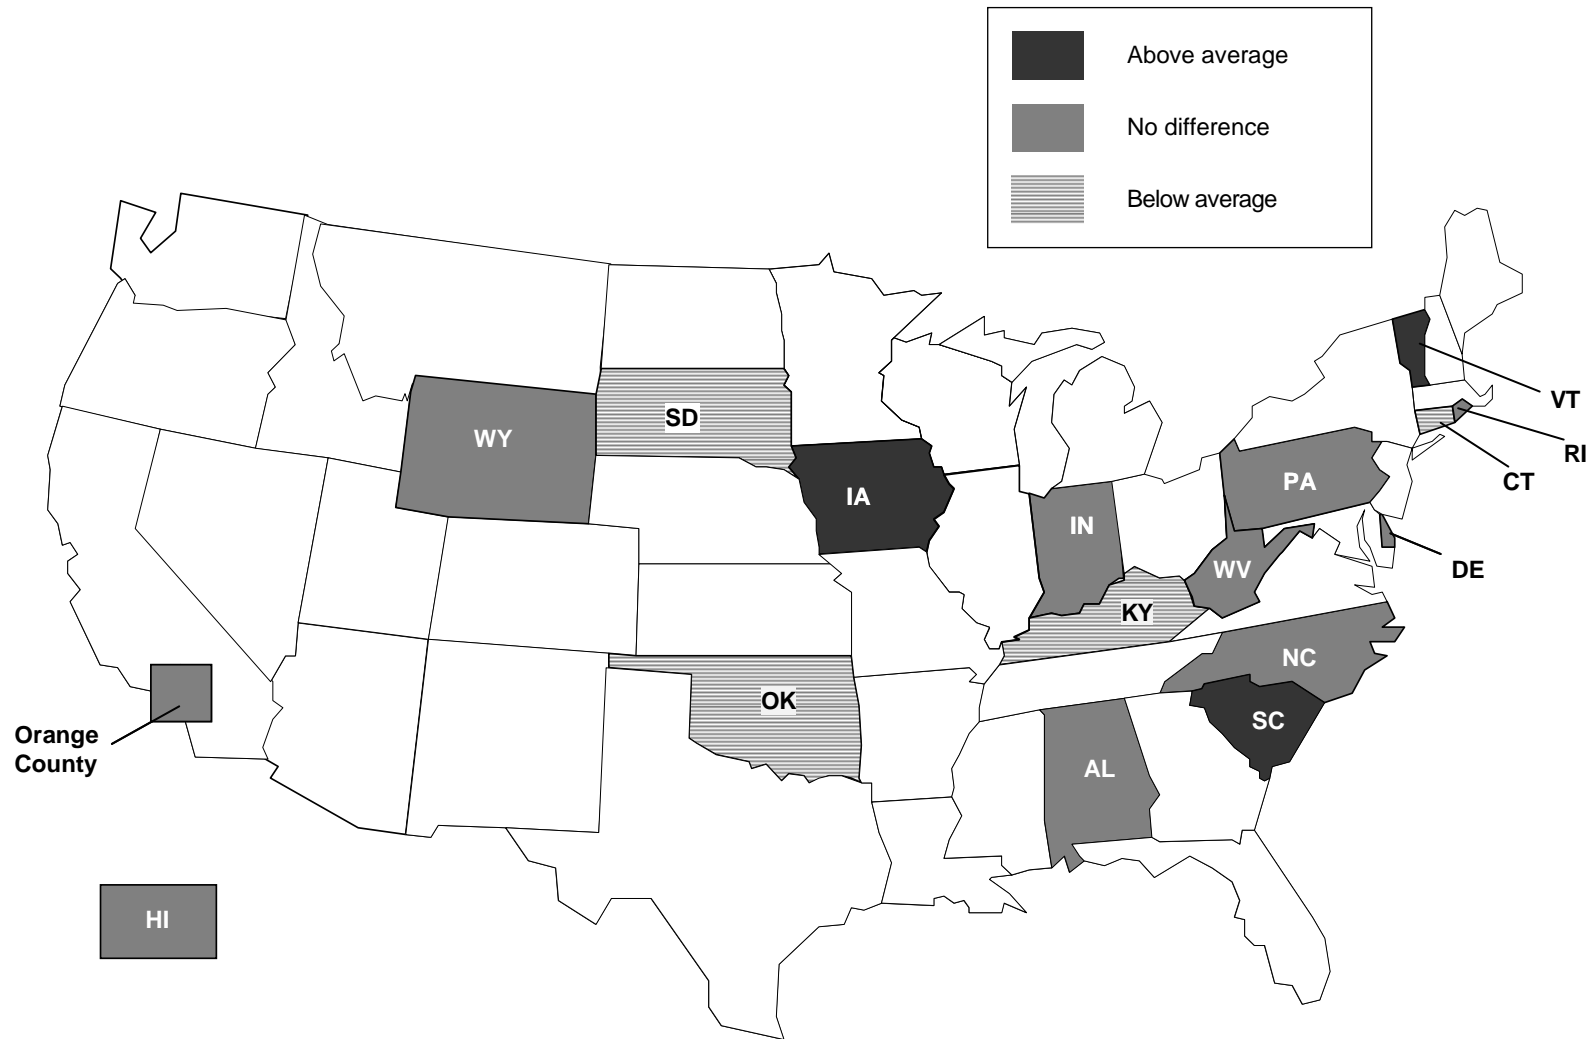 Above average
No difference
Below average
WY
SD
IA
IN
PA
WV
KY
OK
NC
SC
AL
VT
RI
CT
DE
Orange
County
HI